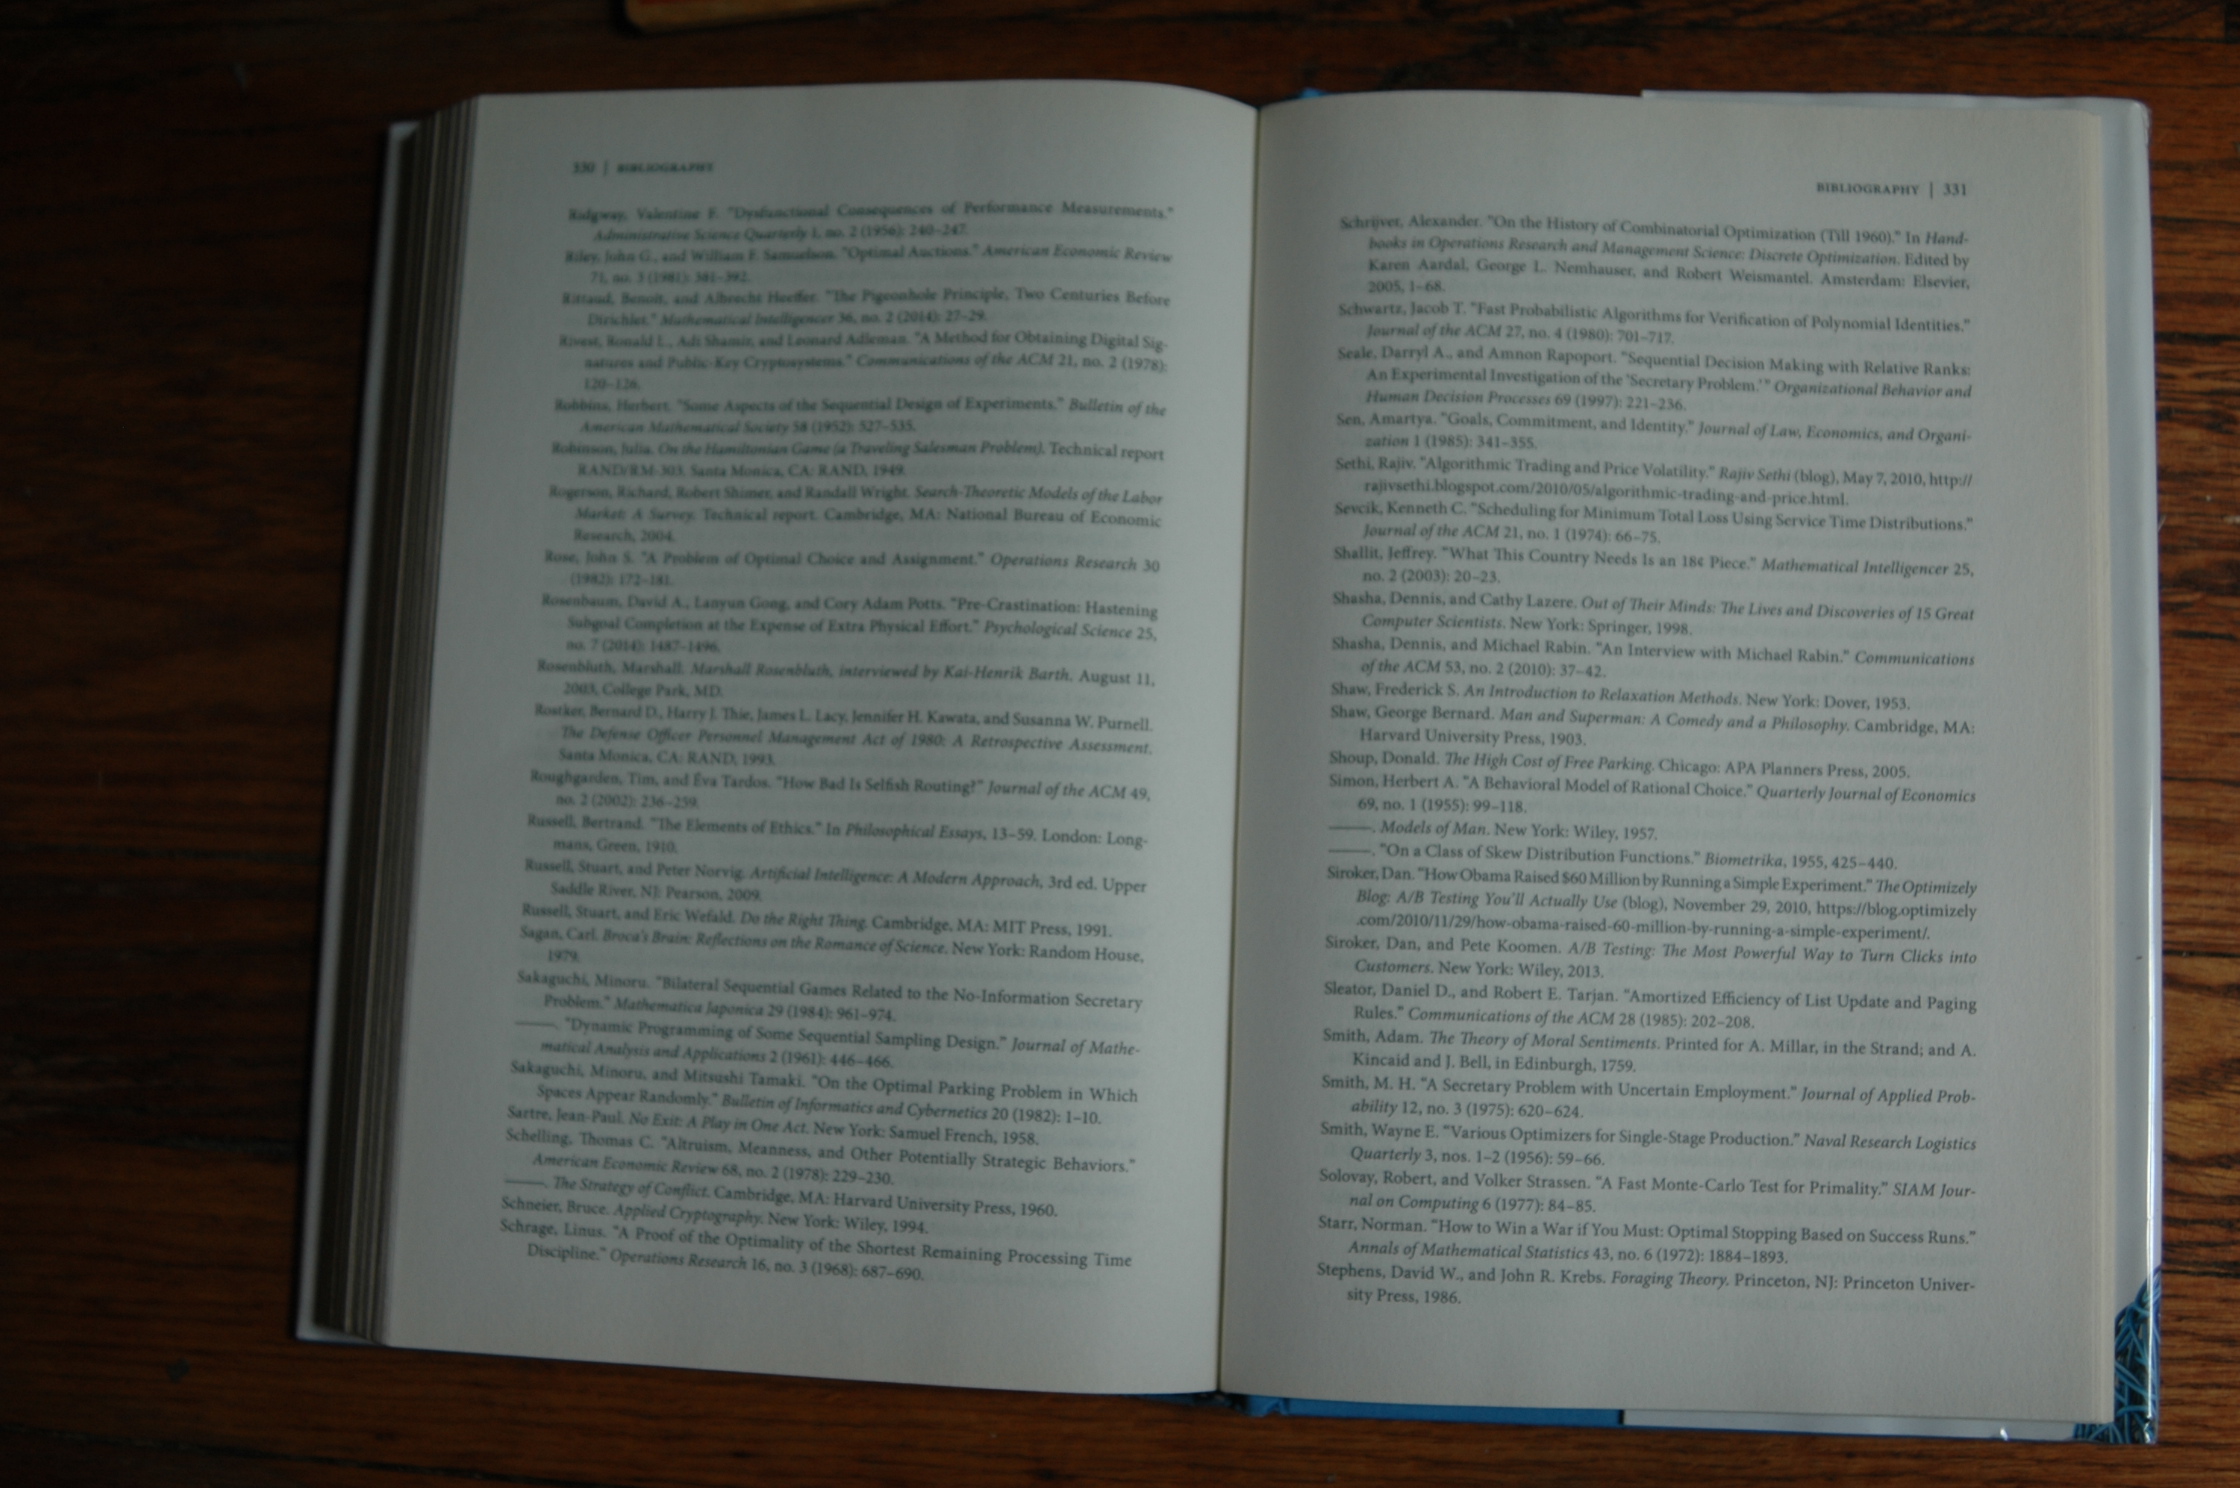 330 | BIBLIOGRAPHY
Ridgway, Valentine F. "Dysfunctional Consequences of Performance Measurements."
Administrative Science Quarterly 1, no. 2 (1956): 240–247.
Riley, John G., and William F. Samuelson. "Optimal Auctions." American Economic Review
71, no. 3 (1981): 381–392.
Rittaud, Benoît, and Albrecht Heeffer. "The Pigeonhole Principle, Two Centuries Before
Dirichlet." Mathematical Intelligencer 36, no. 2 (2014): 27–29.
Rivest, Ronald L., Adi Shamir, and Leonard Adleman. "A Method for Obtaining Digital Sig-
natures and Public-Key Cryptosystems." Communications of the ACM 21, no. 2 (1978):
120–126.
Robbins, Herbert. "Some Aspects of the Sequential Design of Experiments." Bulletin of the
American Mathematical Society 58 (1952): 527–535.
Robinson, Julia. On the Hamiltonian Game (a Traveling Salesman Problem). Technical report
RAND/RM-303. Santa Monica, CA: RAND, 1949.
Rogerson, Richard, Robert Shimer, and Randall Wright. Search-Theoretic Models of the Labor
Market: A Survey. Technical report. Cambridge, MA: National Bureau of Economic
Research, 2004.
Rose, John S. "A Problem of Optimal Choice and Assignment." Operations Research 30
(1982): 172–181.
Rosenbaum, David A., Lanyun Gong, and Cory Adam Potts. "Pre-Crastination: Hastening
Subgoal Completion at the Expense of Extra Physical Effort." Psychological Science 25,
no. 7 (2014): 1487–1496.
Rosenbluth, Marshall. Marshall Rosenbluth, interviewed by Kai-Henrik Barth. August 11,
2003, College Park, MD.
Rostker, Bernard D., Harry J. Thie, James L. Lacy, Jennifer H. Kawata, and Susanna W. Purnell.
The Defense Officer Personnel Management Act of 1980: A Retrospective Assessment.
Santa Monica, CA: RAND, 1993.
Roughgarden, Tim, and Éva Tardos. "How Bad Is Selfish Routing?" Journal of the ACM 49,
no. 2 (2002): 236–259.
Russell, Bertrand. "The Elements of Ethics." In Philosophical Essays, 13–59. London: Long-
mans, Green, 1910.
Russell, Stuart, and Peter Norvig. Artificial Intelligence: A Modern Approach, 3rd ed. Upper
Saddle River, NJ: Pearson, 2009.
Russell, Stuart, and Eric Wefald. Do the Right Thing. Cambridge, MA: MIT Press, 1991.
Sagan, Carl. Broca's Brain: Reflections on the Romance of Science. New York: Random House,
1979.
Sakaguchi, Minoru. "Bilateral Sequential Games Related to the No-Information Secretary
Problem." Mathematica Japonica 29 (1984): 961–974.
———. "Dynamic Programming of Some Sequential Sampling Design." Journal of Mathe-
matical Analysis and Applications 2 (1961): 446–466.
Sakaguchi, Minoru, and Mitsushi Tamaki. "On the Optimal Parking Problem in Which
Spaces Appear Randomly." Bulletin of Informatics and Cybernetics 20 (1982): 1–10.
Sartre, Jean-Paul. No Exit: A Play in One Act. New York: Samuel French, 1958.
Schelling, Thomas C. "Altruism, Meanness, and Other Potentially Strategic Behaviors."
American Economic Review 68, no. 2 (1978): 229–230.
———. The Strategy of Conflict. Cambridge, MA: Harvard University Press, 1960.
Schneier, Bruce. Applied Cryptography. New York: Wiley, 1994.
Schrage, Linus. "A Proof of the Optimality of the Shortest Remaining Processing Time
Discipline." Operations Research 16, no. 3 (1968): 687–690.
BIBLIOGRAPHY | 331
Schrijver, Alexander. "On the History of Combinatorial Optimization (Till 1960)." In Hand-
books in Operations Research and Management Science: Discrete Optimization. Edited by
Karen Aardal, George L. Nemhauser, and Robert Weismantel. Amsterdam: Elsevier,
2005, 1–68.
Schwartz, Jacob T. "Fast Probabilistic Algorithms for Verification of Polynomial Identities."
Journal of the ACM 27, no. 4 (1980): 701–717.
Seale, Darryl A., and Amnon Rapoport. "Sequential Decision Making with Relative Ranks:
An Experimental Investigation of the 'Secretary Problem.'" Organizational Behavior and
Human Decision Processes 69 (1997): 221–236.
Sen, Amartya. "Goals, Commitment, and Identity." Journal of Law, Economics, and Organi-
zation 1 (1985): 341–355.
Sethi, Rajiv. "Algorithmic Trading and Price Volatility." Rajiv Sethi (blog), May 7, 2010, http://
rajivsethi.blogspot.com/2010/05/algorithmic-trading-and-price.html.
Sevcik, Kenneth C. "Scheduling for Minimum Total Loss Using Service Time Distributions."
Journal of the ACM 21, no. 1 (1974): 66–75.
Shallit, Jeffrey. "What This Country Needs Is an 18¢ Piece." Mathematical Intelligencer 25,
no. 2 (2003): 20–23.
Shasha, Dennis, and Cathy Lazere. Out of Their Minds: The Lives and Discoveries of 15 Great
Computer Scientists. New York: Springer, 1998.
Shasha, Dennis, and Michael Rabin. "An Interview with Michael Rabin." Communications
of the ACM 53, no. 2 (2010): 37–42.
Shaw, Frederick S. An Introduction to Relaxation Methods. New York: Dover, 1953.
Shaw, George Bernard. Man and Superman: A Comedy and a Philosophy. Cambridge, MA:
Harvard University Press, 1903.
Shoup, Donald. The High Cost of Free Parking. Chicago: APA Planners Press, 2005.
Simon, Herbert A. "A Behavioral Model of Rational Choice." Quarterly Journal of Economics
69, no. 1 (1955): 99–118.
———. Models of Man. New York: Wiley, 1957.
———. "On a Class of Skew Distribution Functions." Biometrika, 1955, 425–440.
Siroker, Dan. "How Obama Raised $60 Million by Running a Simple Experiment." The Optimizely
Blog: A/B Testing You'll Actually Use (blog), November 29, 2010, https://blog.optimizely
.com/2010/11/29/how-obama-raised-60-million-by-running-a-simple-experiment/.
Siroker, Dan, and Pete Koomen. A/B Testing: The Most Powerful Way to Turn Clicks into
Customers. New York: Wiley, 2013.
Sleator, Daniel D., and Robert E. Tarjan. "Amortized Efficiency of List Update and Paging
Rules." Communications of the ACM 28 (1985): 202–208.
Smith, Adam. The Theory of Moral Sentiments. Printed for A. Millar, in the Strand; and A.
Kincaid and J. Bell, in Edinburgh, 1759.
Smith, M. H. "A Secretary Problem with Uncertain Employment." Journal of Applied Prob-
ability 12, no. 3 (1975): 620–624.
Smith, Wayne E. "Various Optimizers for Single-Stage Production." Naval Research Logistics
Quarterly 3, nos. 1–2 (1956): 59–66.
Solovay, Robert, and Volker Strassen. "A Fast Monte-Carlo Test for Primality." SIAM Jour-
nal on Computing 6 (1977): 84–85.
Starr, Norman. "How to Win a War if You Must: Optimal Stopping Based on Success Runs."
Annals of Mathematical Statistics 43, no. 6 (1972): 1884–1893.
Stephens, David W., and John R. Krebs. Foraging Theory. Princeton, NJ: Princeton Univer-
sity Press, 1986.